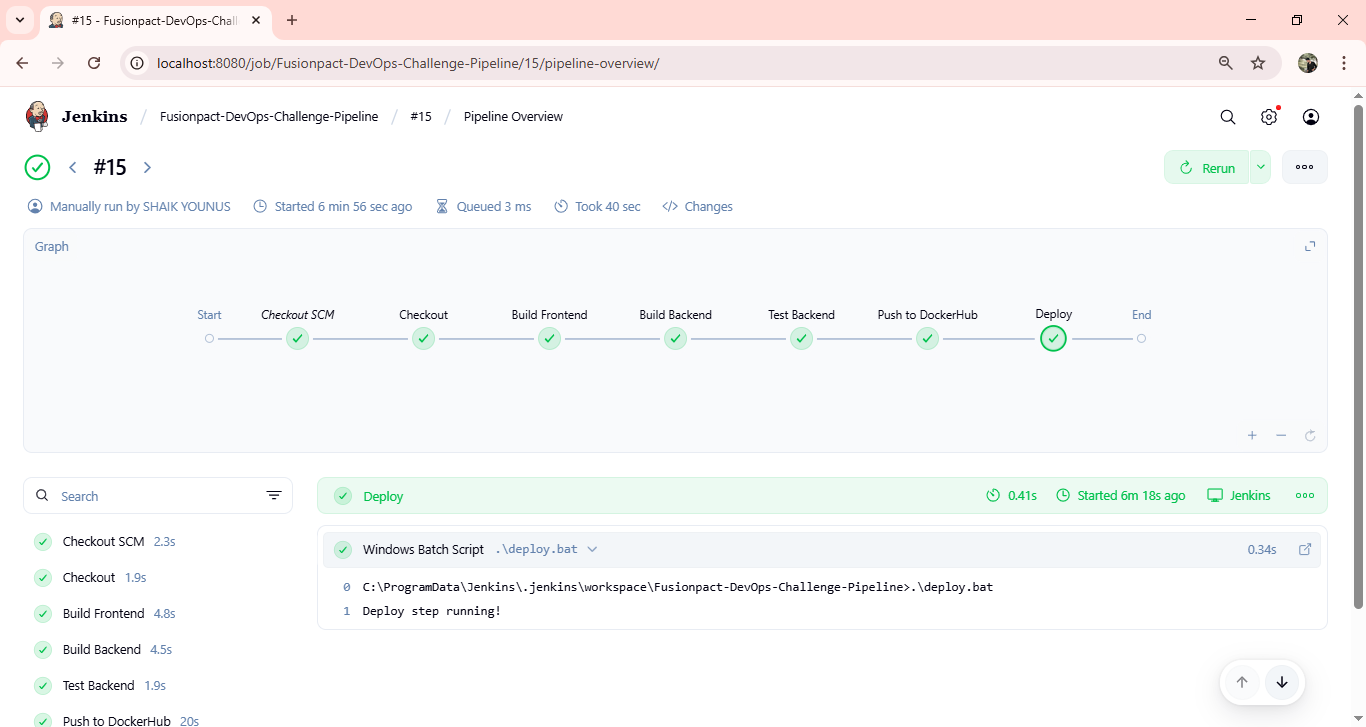 #15 - Fusionpact-DevOps-Chall
localhost:8080/job/Fusionpact-DevOps-Challenge-Pipeline/15/pipeline-overview/
Jenkins / Fusionpact-DevOps-Challenge-Pipeline / #15 / Pipeline Overview
#15
Rerun
Manually run by SHAIK YOUNUS Started 6 min 56 sec ago Queued 3 ms Took 40 sec Changes
Graph
Start Checkout SCM Checkout Build Frontend Build Backend Test Backend Push to DockerHub Deploy End
Search
Deploy 0.41s Started 6m 18s ago Jenkins
Checkout SCM 2.3s
Checkout 1.9s
Build Frontend 4.8s
Build Backend 4.5s
Test Backend 1.9s
Push to DockerHub 20s
Windows Batch Script .\deploy.bat 0.34s
0 C:\ProgramData\Jenkins\.jenkins\workspace\Fusionpact-DevOps-Challenge-Pipeline>.\deploy.bat
1 Deploy step running!